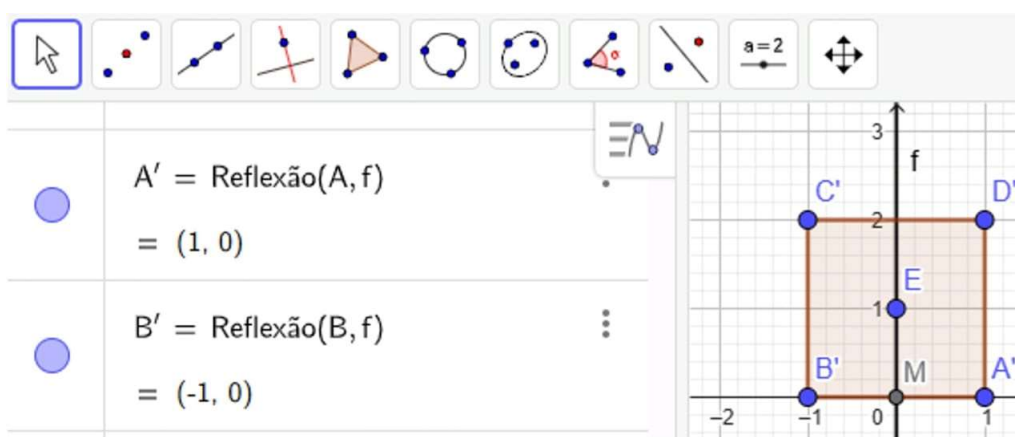 a=2
α
A′ = Reflexão(A, f)
= (1, 0)
B′ = Reflexão(B, f)
= (-1, 0)
3
f
C'
D'
2
E
1
B'
M
A'
−2
−1
0
1